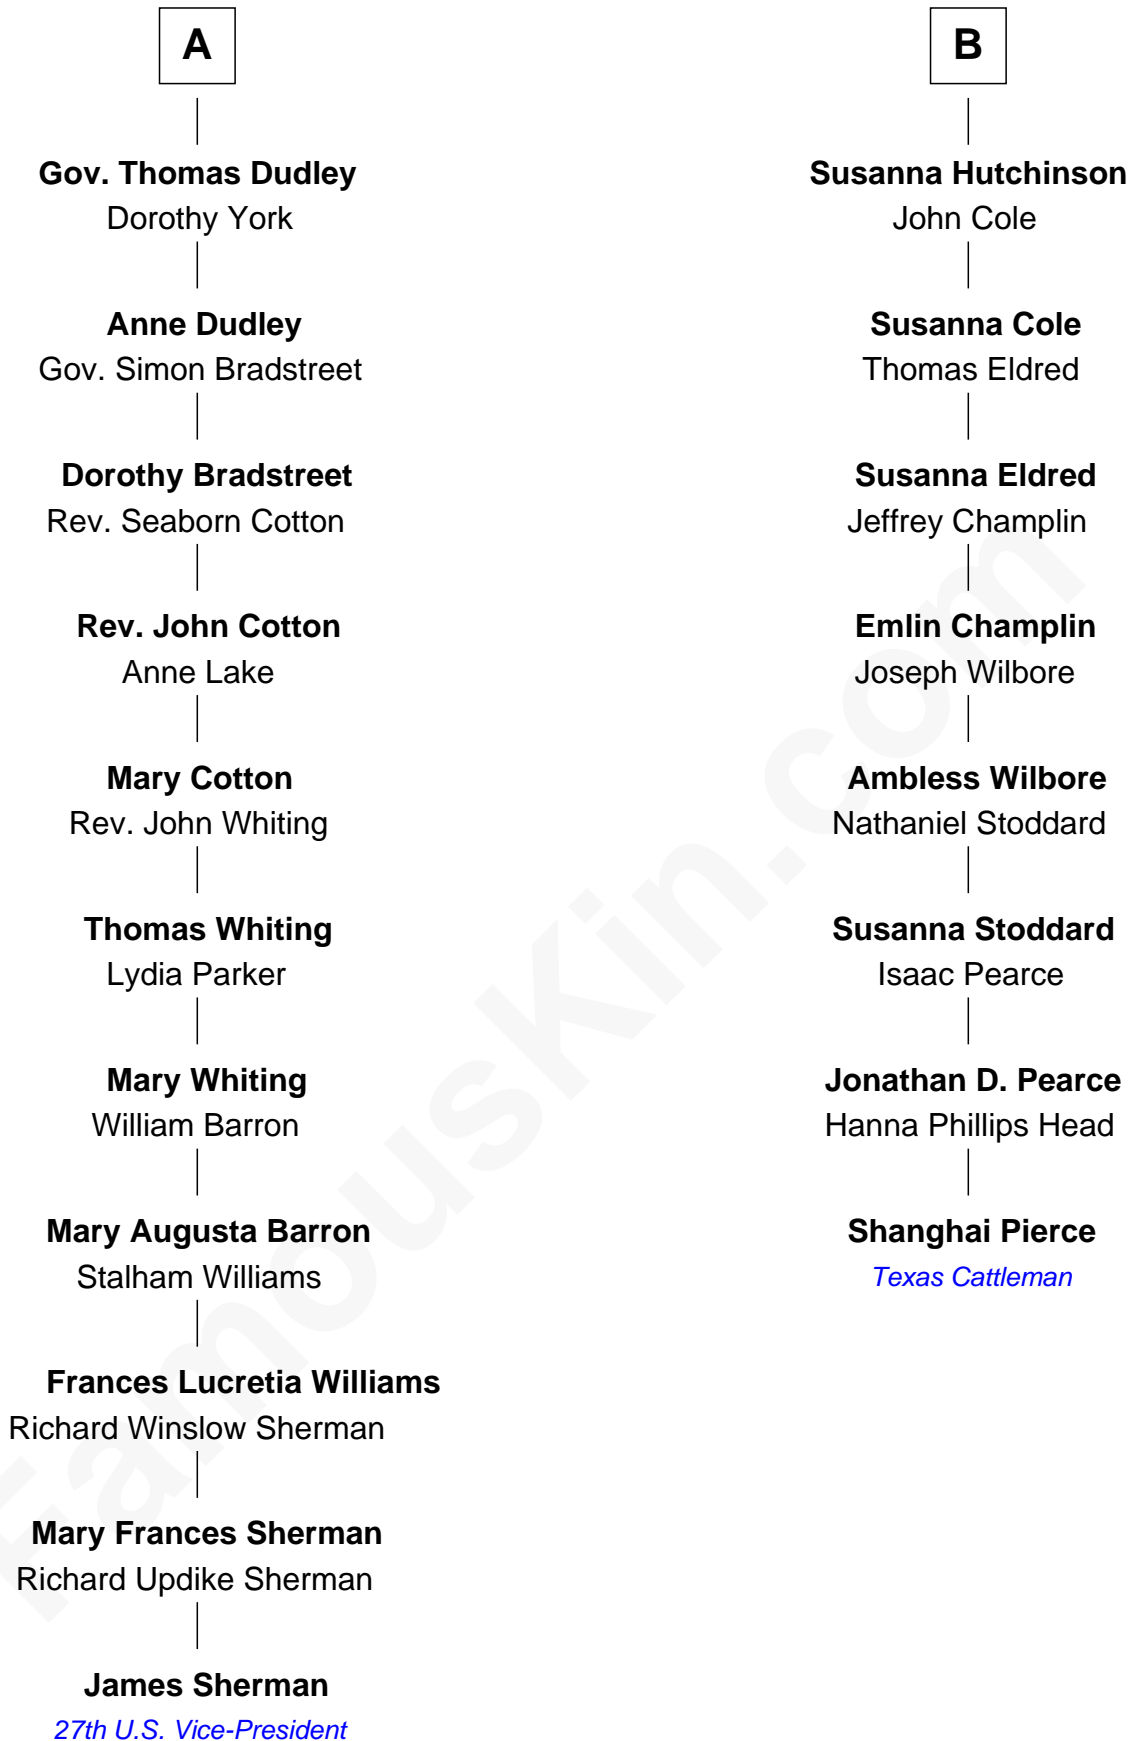 A
Gov. Thomas Dudley
Dorothy York
Anne Dudley
Gov. Simon Bradstreet
Dorothy Bradstreet
Rev. Seaborn Cotton
Rev. John Cotton
Anne Lake
Mary Cotton
Rev. John Whiting
Thomas Whiting
Lydia Parker
Mary Whiting
William Barron
Mary Augusta Barron
Stalham Williams
Frances Lucretia Williams
Richard Winslow Sherman
Mary Frances Sherman
Richard Updike Sherman
James Sherman
27th U.S. Vice-President
B
Susanna Hutchinson
John Cole
Susanna Cole
Thomas Eldred
Susanna Eldred
Jeffrey Champlin
Emlin Champlin
Joseph Wilbore
Ambless Wilbore
Nathaniel Stoddard
Susanna Stoddard
Isaac Pearce
Jonathan D. Pearce
Hanna Phillips Head
Shanghai Pierce
Texas Cattleman
FamousKin.com